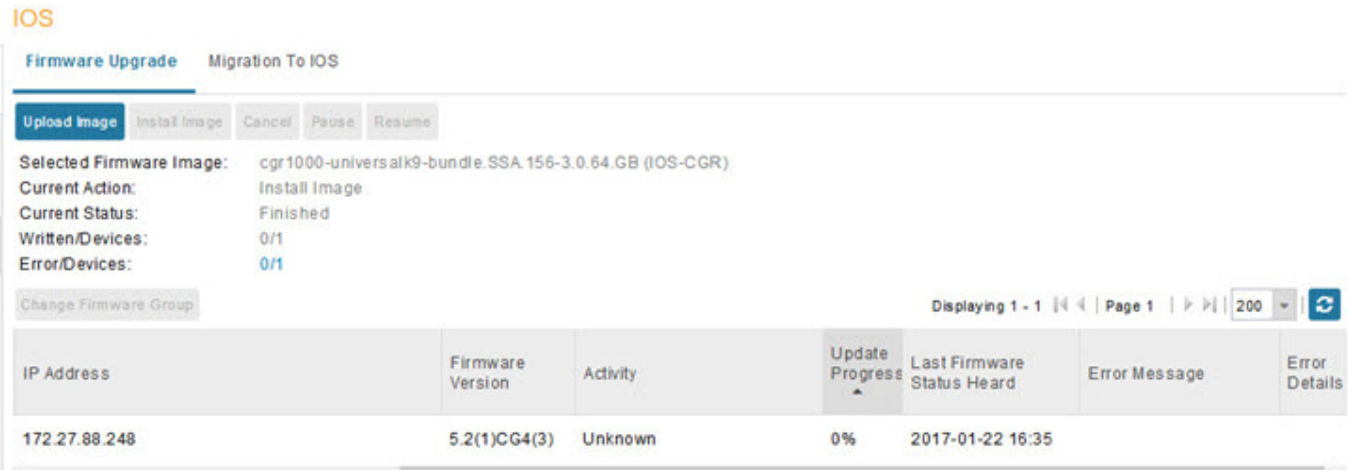 IOS
Firmware Upgrade Migration To IOS
Upload Image Install Image Cancel Pause Resume
Selected Firmware Image: cgr1000-universalk9-bundle.SSA.156-3.0.64.GB (IOS-CGR)
Current Action: Install Image
Current Status: Finished
Written/Devices: 0/1
Error/Devices: 0/1
Change Firmware Group Displaying 1 - 1 | Page 1 | 200
IP Address Firmware Version Activity Update Progress Last Firmware Status Heard Error Message Error Details
172.27.88.248 5.2(1)CG4(3) Unknown 0% 2017-01-22 16:35